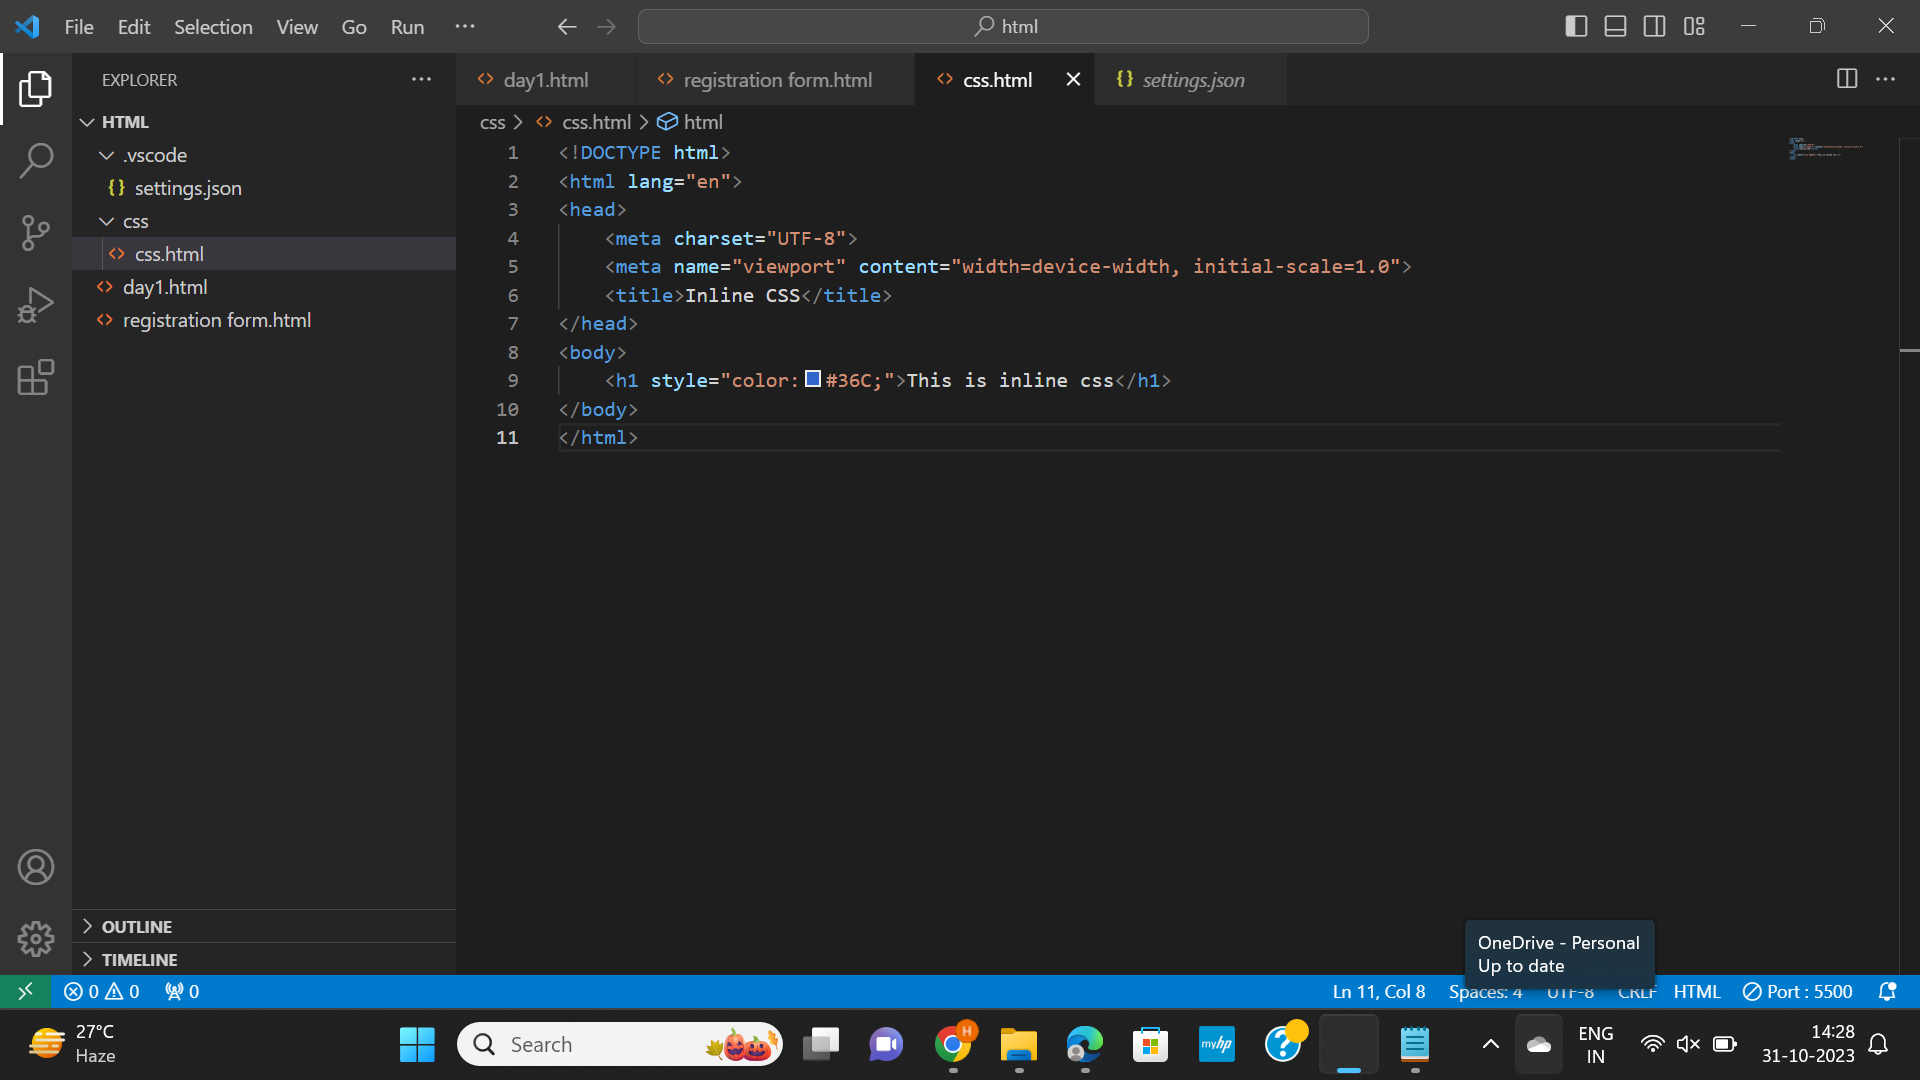 File Edit Selection View Go Run ···
html
EXPLORER
HTML
.vscode
{} settings.json
css
<> css.html
<> day1.html
<> registration form.html
OUTLINE
TIMELINE
<> day1.html <> registration form.html <> css.html {} settings.json
css > <> css.html > html
1 <!DOCTYPE html>
2 <html lang="en">
3 <head>
4 <meta charset="UTF-8">
5 <meta name="viewport" content="width=device-width, initial-scale=1.0">
6 <title>Inline CSS</title>
7 </head>
8 <body>
9 <h1 style="color:#36C;">This is inline css</h1>
10 </body>
11 </html>
OneDrive - Personal
Up to date
0 0 0 Ln 11, Col 8 Spaces: 4 UTF-8 CRLF HTML Port : 5500
27°C
Haze
Search
H
myhp
ENG
IN
14:28
31-10-2023